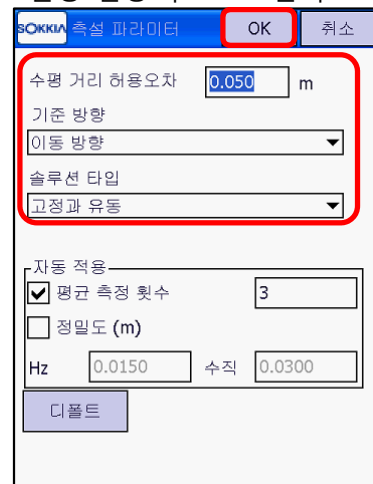 SOKKIA 측설 파라미터 OK 취소
수평 거리 허용오차 0.050 m
기준 방향
이동 방향
솔루션 타입
고정과 유동
자동 적용
평균 측정 횟수 3
정밀도 (m)
Hz 0.0150 수직 0.0300
디폴트